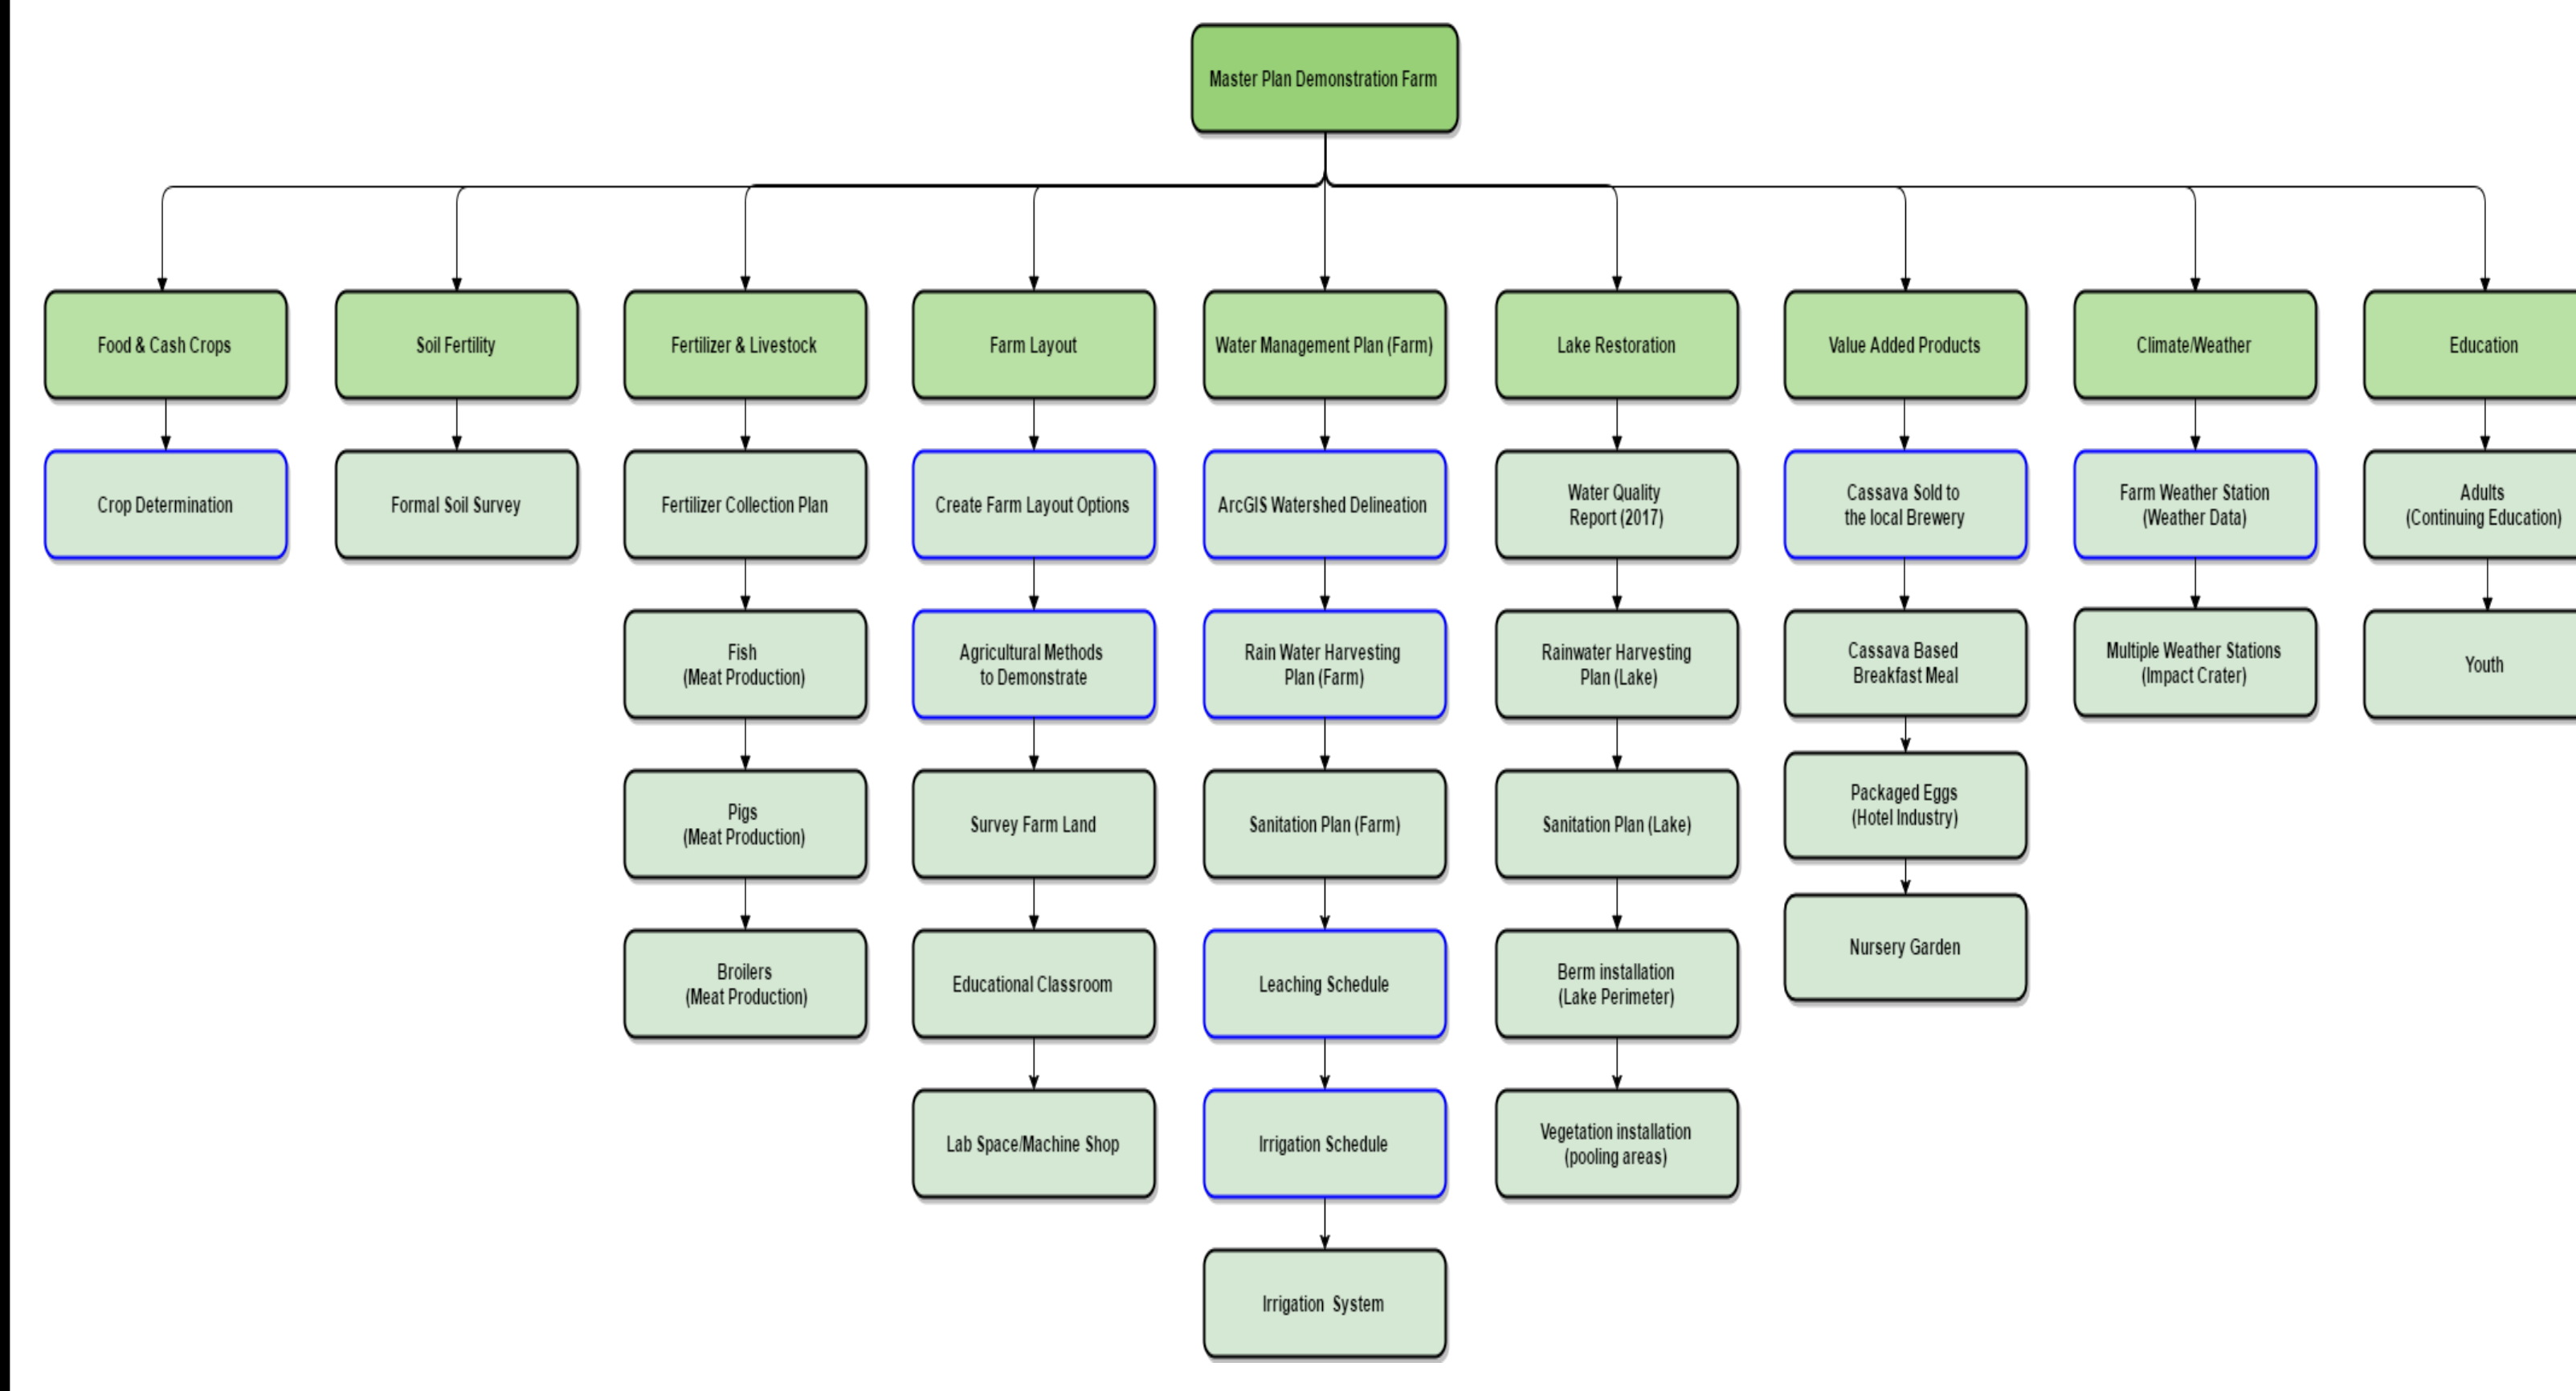 Master Plan Demonstration Farm
Food & Cash Crops
Soil Fertility
Fertilizer & Livestock
Farm Layout
Water Management Plan (Farm)
Lake Restoration
Value Added Products
Climate/Weather
Education
Crop Determination
Formal Soil Survey
Fertilizer Collection Plan
Create Farm Layout Options
ArcGIS Watershed Delineation
Water Quality
Report (2017)
Cassava Sold to
the local Brewery
Farm Weather Station
(Weather Data)
Adults
(Continuing Education)
Fish
(Meat Production)
Agricultural Methods
to Demonstrate
Rain Water Harvesting
Plan (Farm)
Rainwater Harvesting
Plan (Lake)
Cassava Based
Breakfast Meal
Multiple Weather Stations
(Impact Crater)
Youth
Pigs
(Meat Production)
Survey Farm Land
Sanitation Plan (Farm)
Sanitation Plan (Lake)
Packaged Eggs
(Hotel Industry)
Broilers
(Meat Production)
Educational Classroom
Leaching Schedule
Berm installation
(Lake Perimeter)
Nursery Garden
Lab Space/Machine Shop
Irrigation Schedule
Vegetation installation
(pooling areas)
Irrigation System